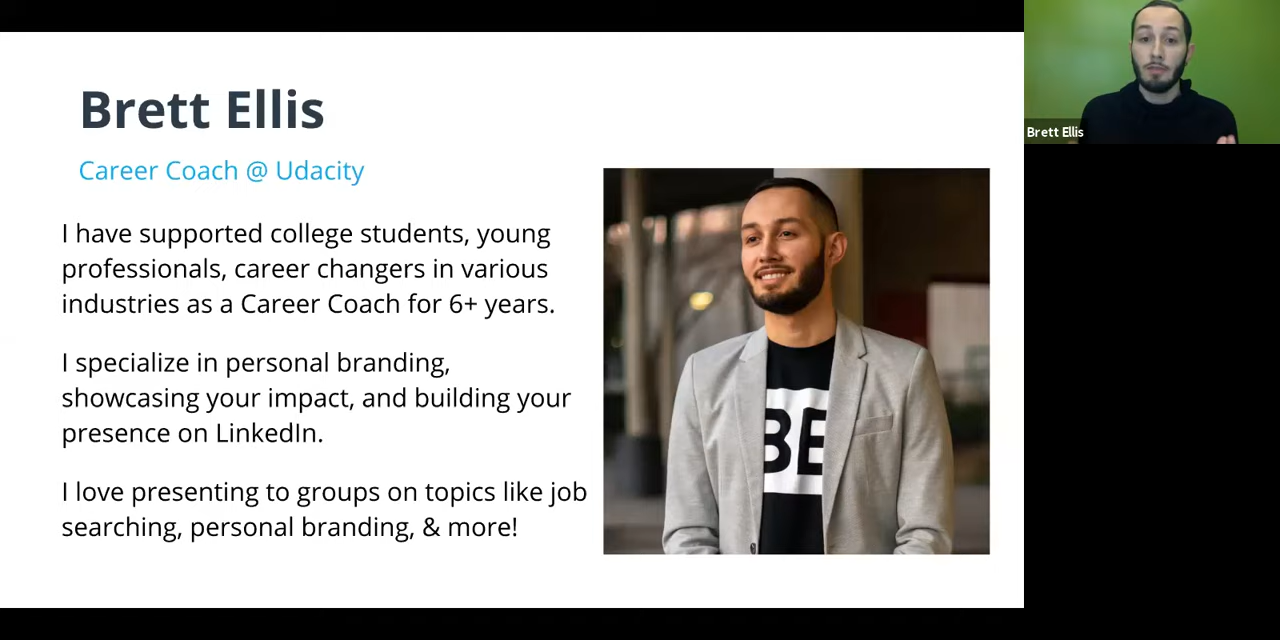 Brett Ellis
Career Coach @ Udacity
I have supported college students, young
professionals, career changers in various
industries as a Career Coach for 6+ years.
I specialize in personal branding,
showcasing your impact, and building your
presence on LinkedIn.
I love presenting to groups on topics like job
searching, personal branding, & more!
BE
Brett Ellis